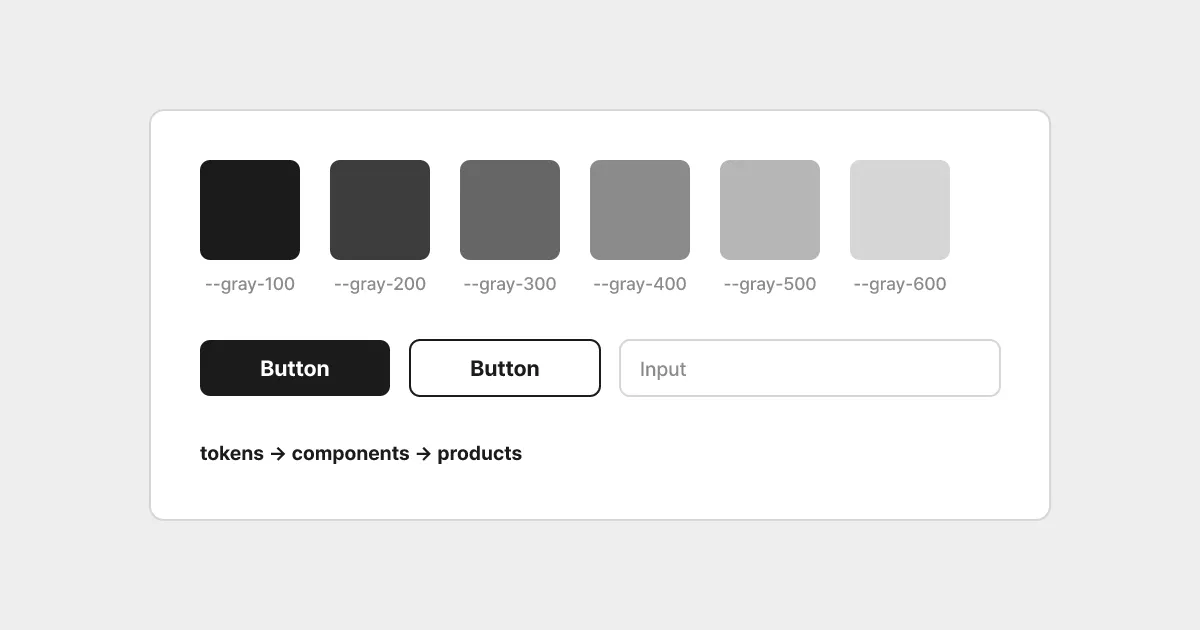 --gray-100 --gray-200 --gray-300 --gray-400 --gray-500 --gray-600
Button Button Input
tokens → components → products